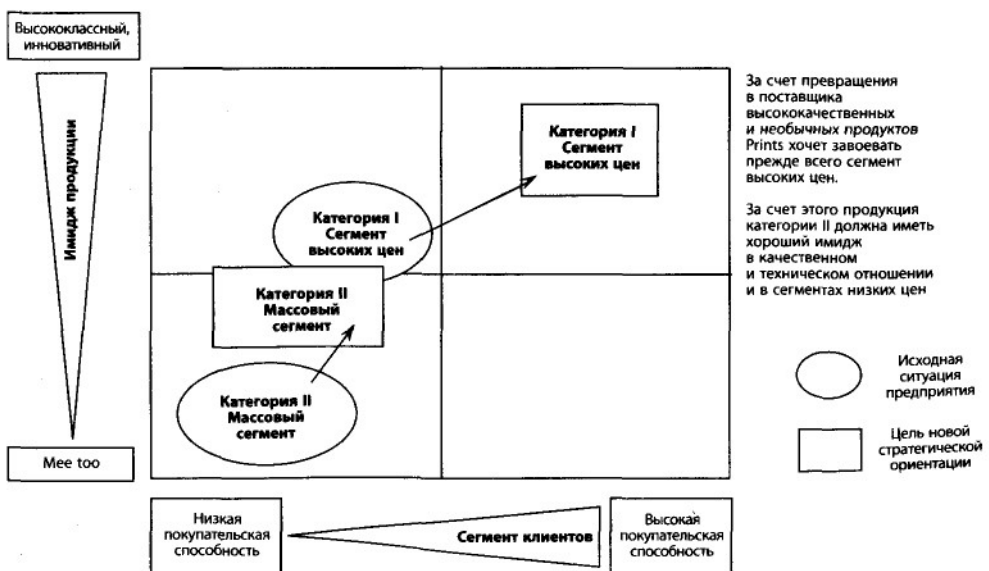 Высококлассный,
инновативный
Имидж продукции
Mee too
Категория I
Сегмент
высоких цен
Категория I
Сегмент
высоких цен
Категория II
Массовый
сегмент
Категория II
Массовый
сегмент
Низкая
покупательская
способность
Сегмент клиентов
Высокая
покупательская
способность
За счет превращения
в поставщика
высококачественных
и необычных продуктов
Prints хочет завоевать
прежде всего сегмент
высоких цен.
За счет этого продукция
категории II должна иметь
хороший имидж
в качественном
и техническом отношении
и в сегментах низких цен
Исходная
ситуация
предприятия
Цель новой
стратегической
ориентации